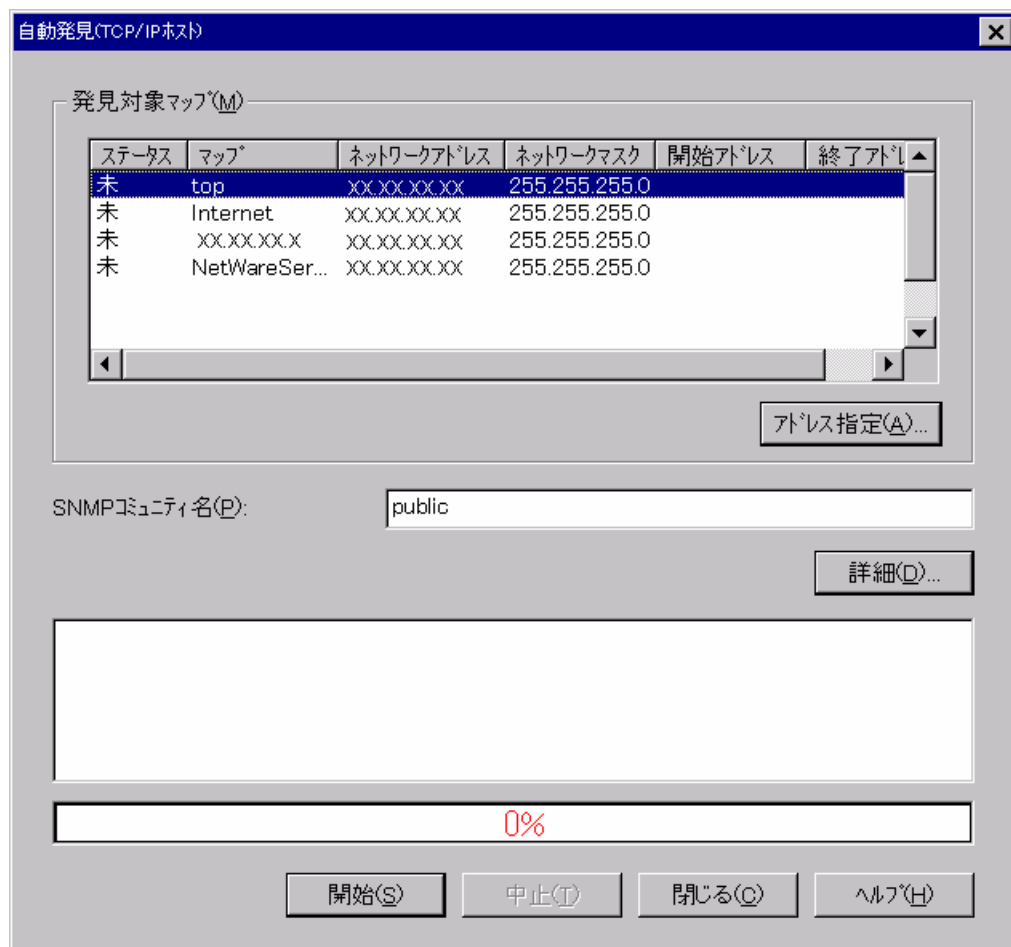 自動発見(TCP/IPホスト)
発見対象マップ(M)
ステータス マップ ネットワークアドレス ネットワークマスク 開始アドレス 終了アドレ
未 top XX.XX.XX.XX 255.255.255.0
未 Internet XX.XX.XX.XX 255.255.255.0
未 XX.XX.XX.X XX.XX.XX.XX 255.255.255.0
未 NetWareSer... XX.XX.XX.XX 255.255.255.0
アドレス指定(A)...
SNMPコミュニティ名(P): public
詳細(D)...
0%
開始(S) 中止(T) 閉じる(C) ヘルプ(H)